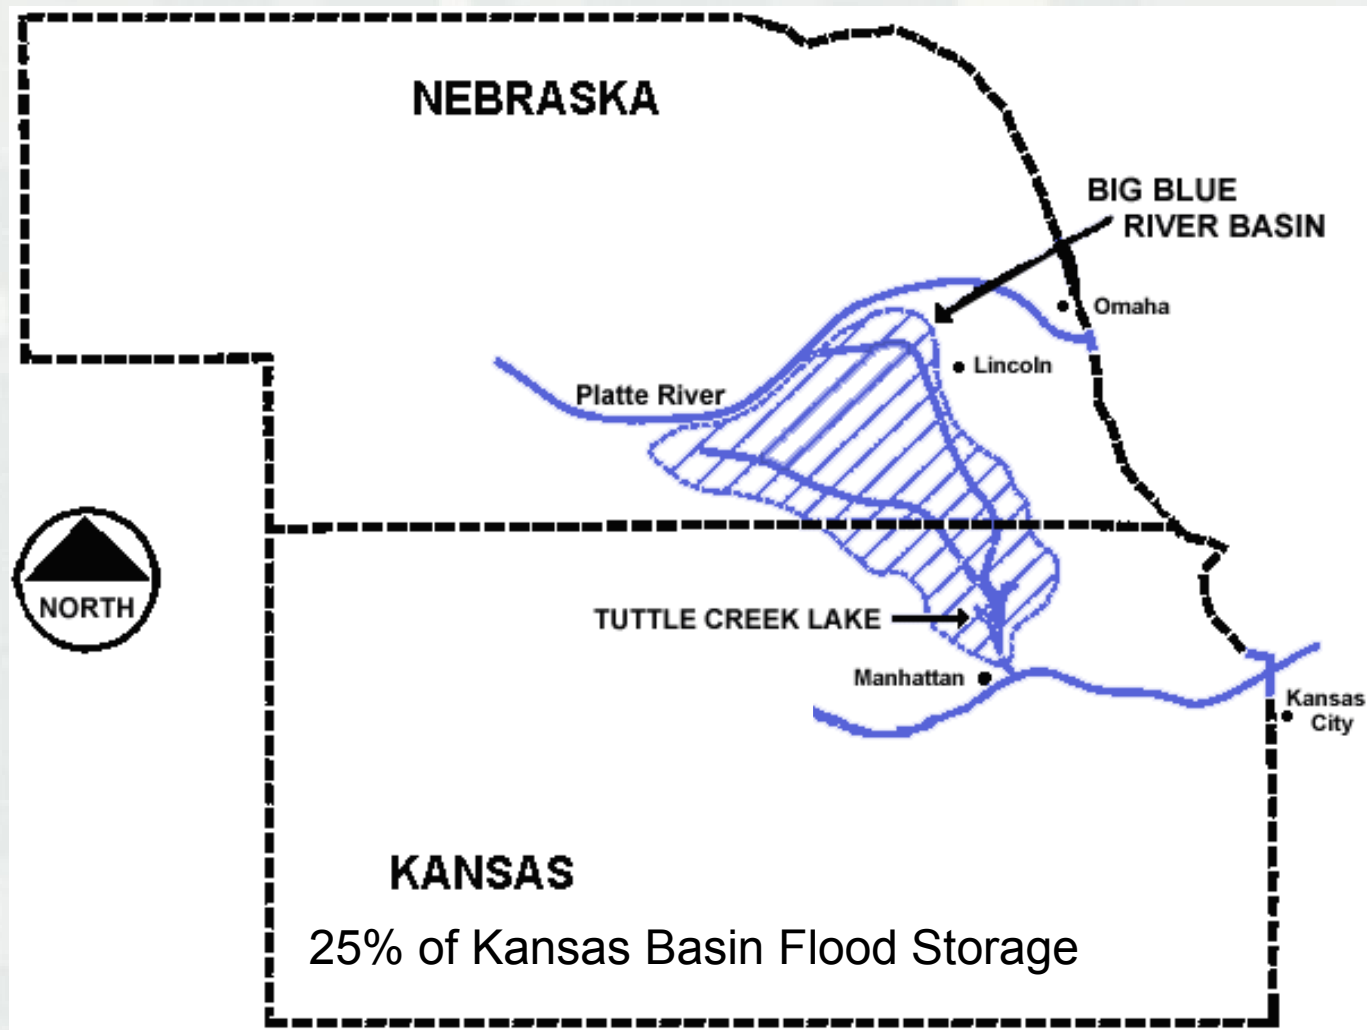 NEBRASKA
BIG BLUE
RIVER BASIN
Omaha
Lincoln
Platte River
NORTH
TUTTLE CREEK LAKE
Manhattan
Kansas
City
KANSAS
25% of Kansas Basin Flood Storage